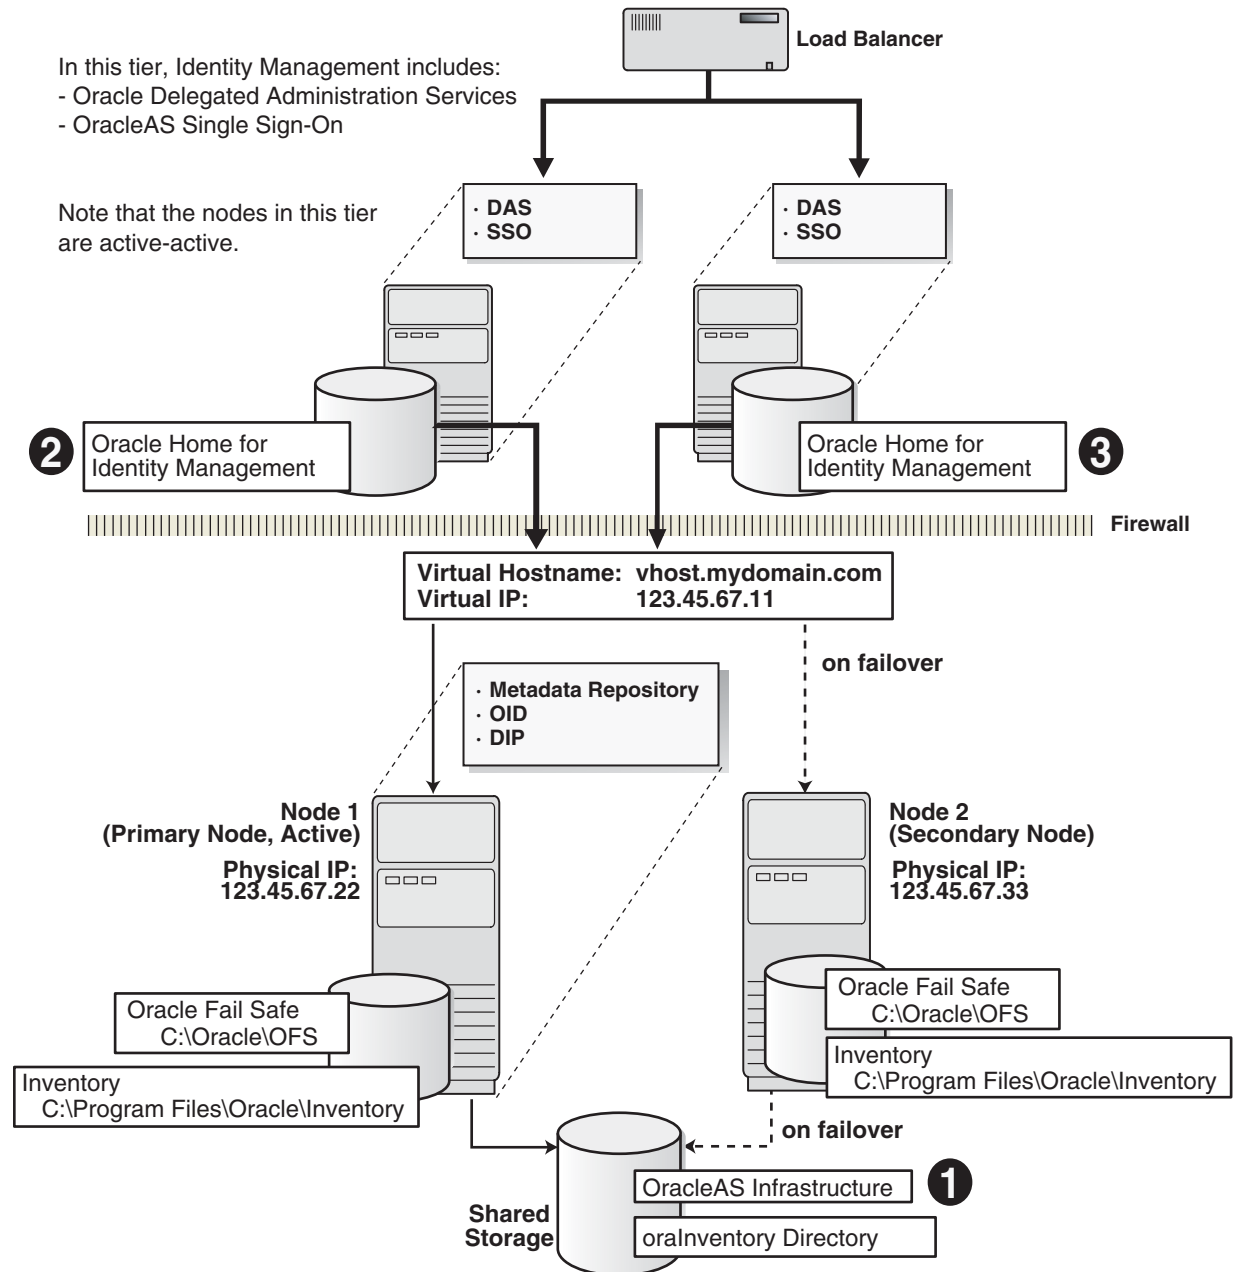 Load Balancer
In this tier, Identity Management includes:
- Oracle Delegated Administration Services
- OracleAS Single Sign-On
Note that the nodes in this tier
are active-active.
· DAS
· SSO
· DAS
· SSO
2
Oracle Home for
Identity Management
Oracle Home for
Identity Management
3
Firewall
Virtual Hostname: vhost.mydomain.com
Virtual IP: 123.45.67.11
on failover
· Metadata Repository
· OID
· DIP
Node 1
(Primary Node, Active)
Physical IP:
123.45.67.22
Node 2
(Secondary Node)
Physical IP:
123.45.67.33
Oracle Fail Safe
C:\Oracle\OFS
Inventory
C:\Program Files\Oracle\Inventory
Oracle Fail Safe
C:\Oracle\OFS
Inventory
C:\Program Files\Oracle\Inventory
on failover
OracleAS Infrastructure
1
Shared
Storage
oraInventory Directory